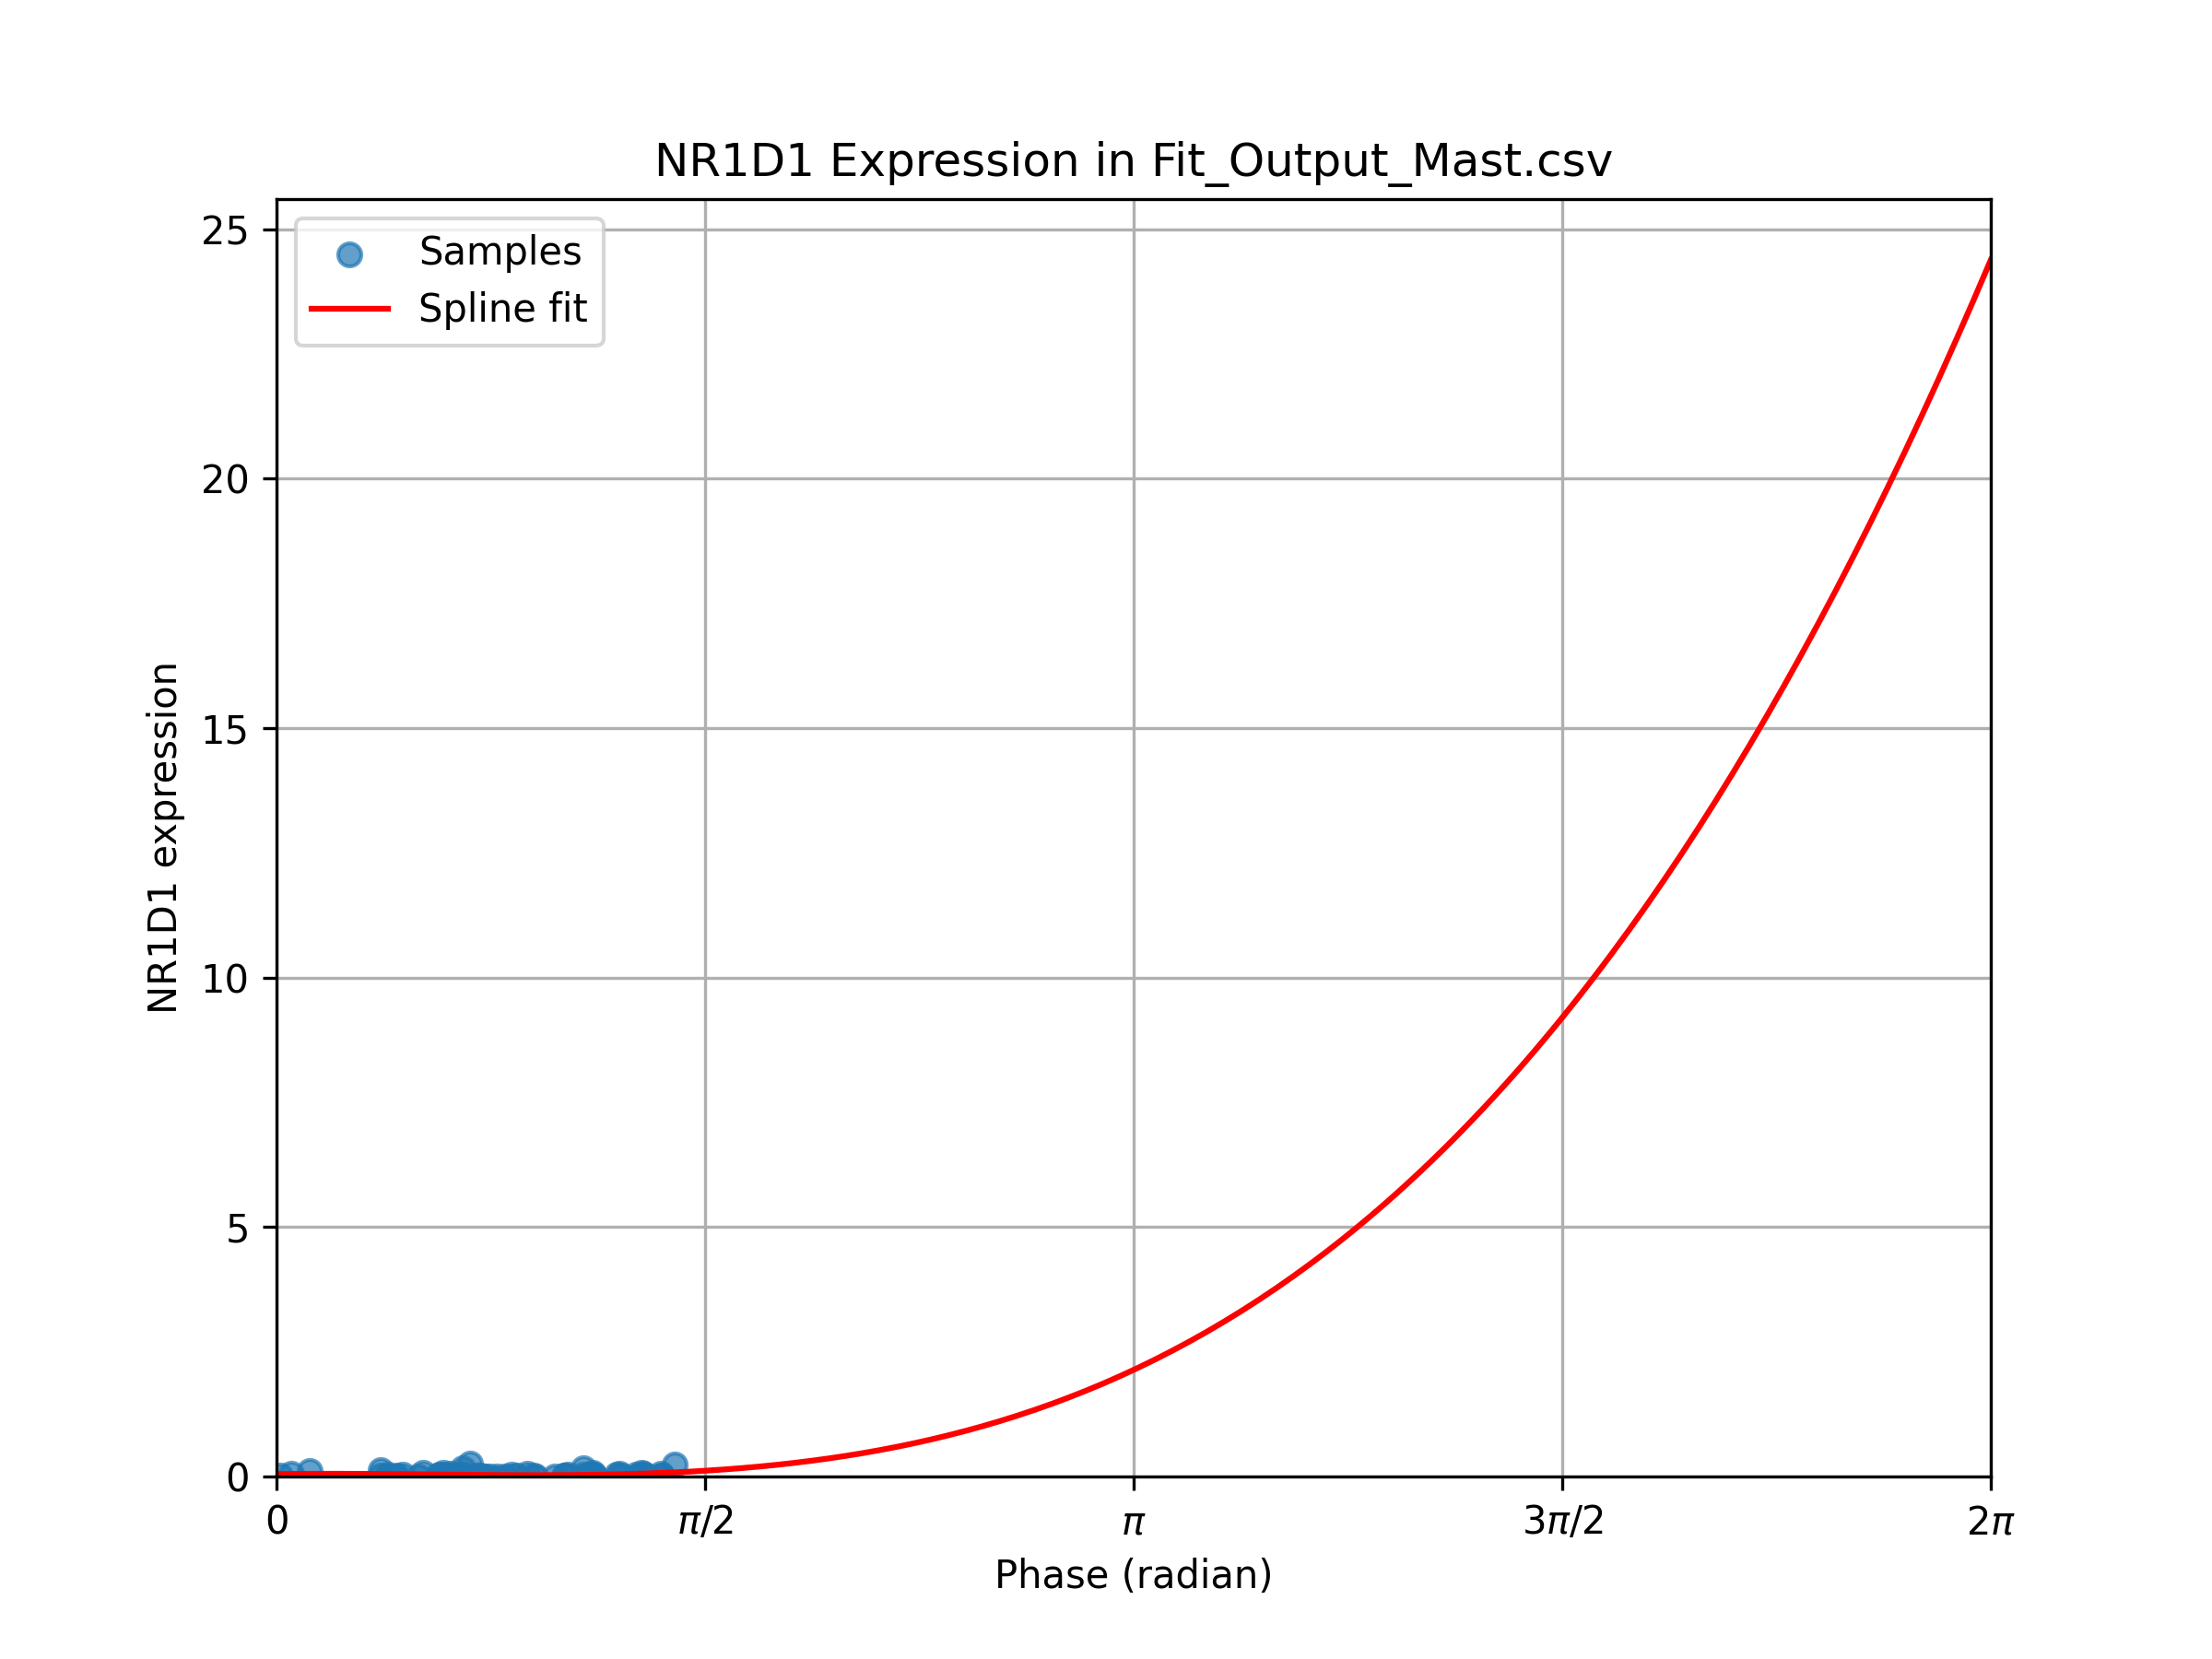 NR1D1 Expression in Fit_Output_Mast.csv
25
20
15
10
5
0
NR1D1 expression
Samples
Spline fit
0
π/2
π
3π/2
2π
Phase (radian)